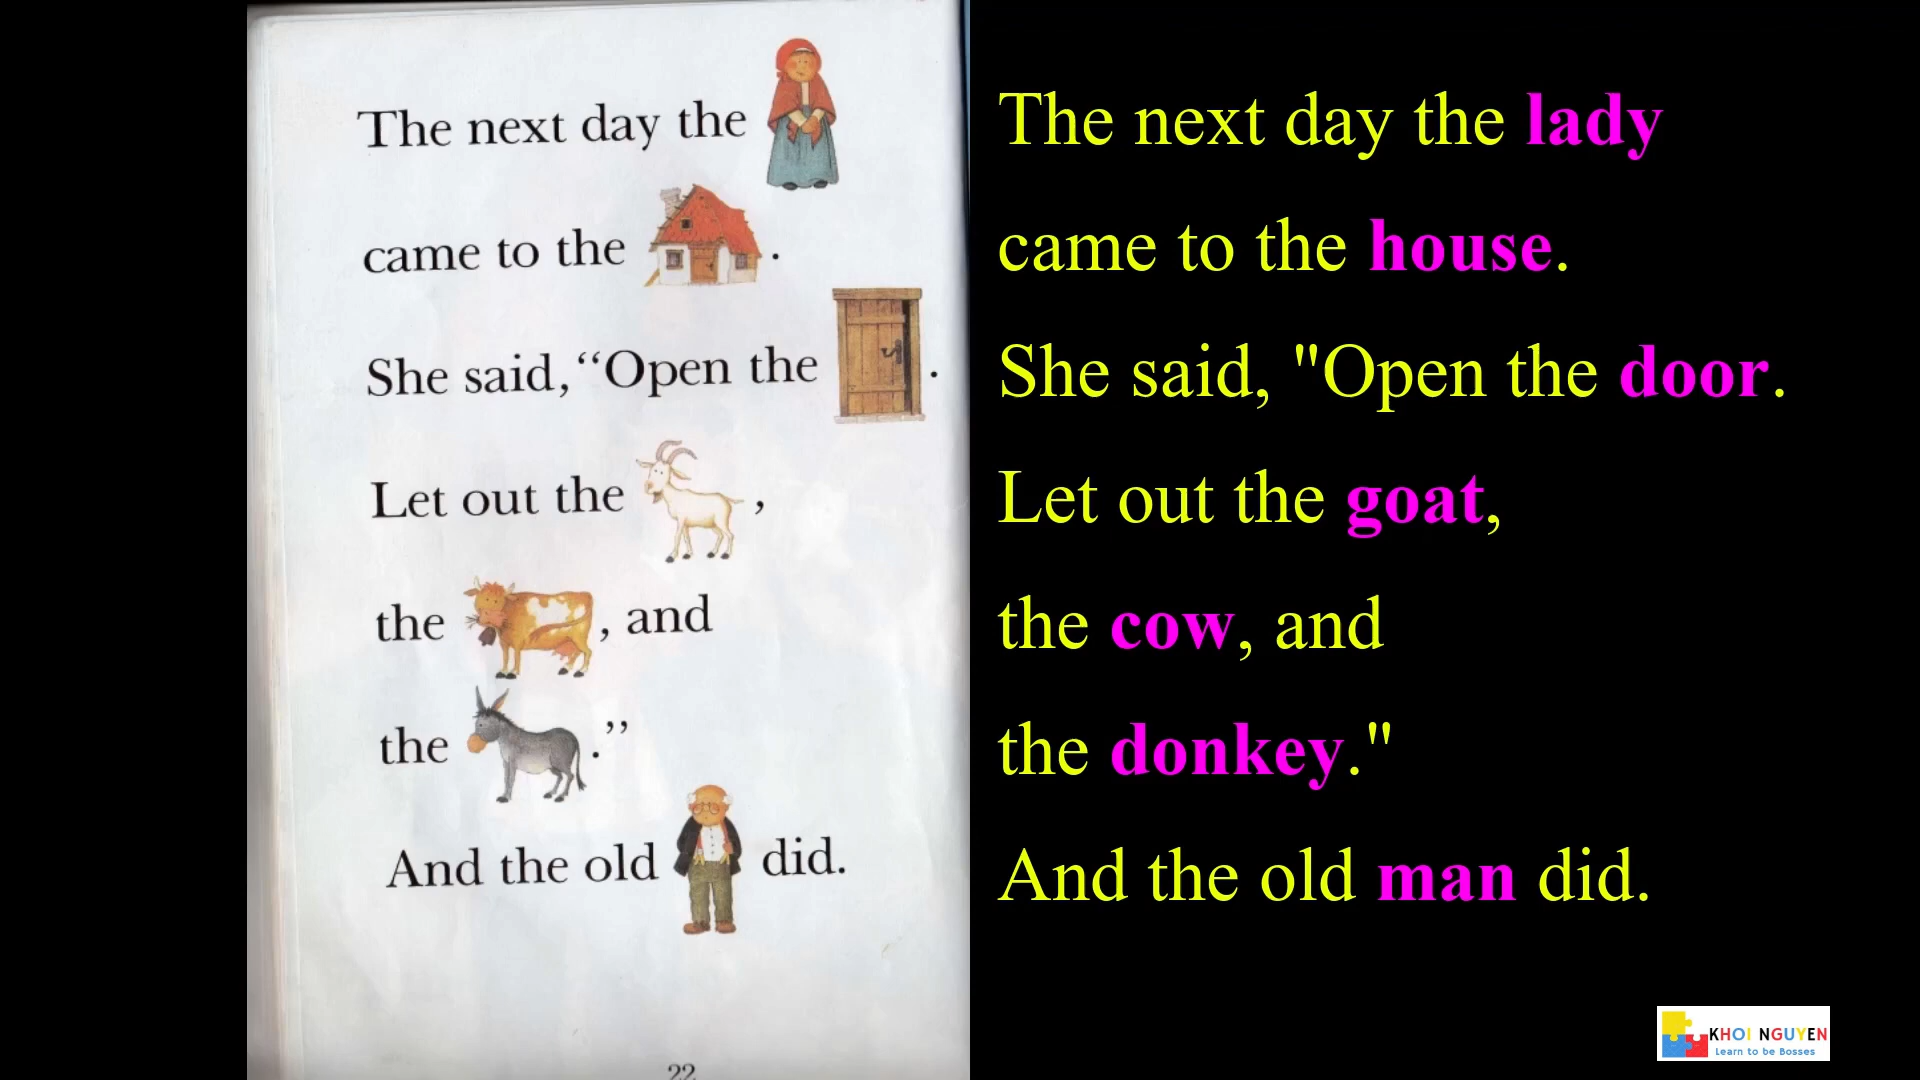 The next day the
came to the .
She said, “Open the .
Let out the ,
the , and
the .”
And the old did.
22
The next day the lady
came to the house.
She said, "Open the door.
Let out the goat,
the cow, and
the donkey."
And the old man did.
KHOI NGUYEN
Learn to be Bosses